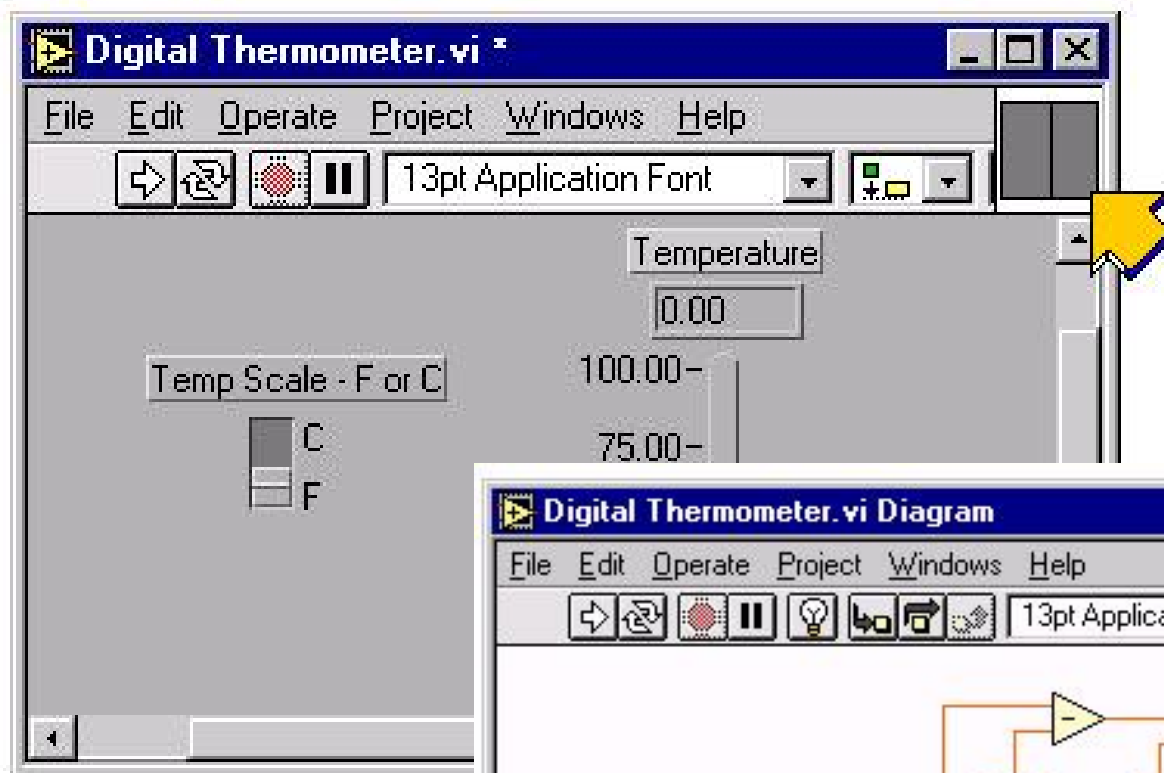 Digital Thermometer.vi *
File Edit Operate Project Windows Help
13pt Application Font
Temperature
0.00
Temp Scale - F or C
100.00
C
75.00
F
Digital Thermometer.vi Diagram
File Edit Operate Project Windows Help
13pt Applica